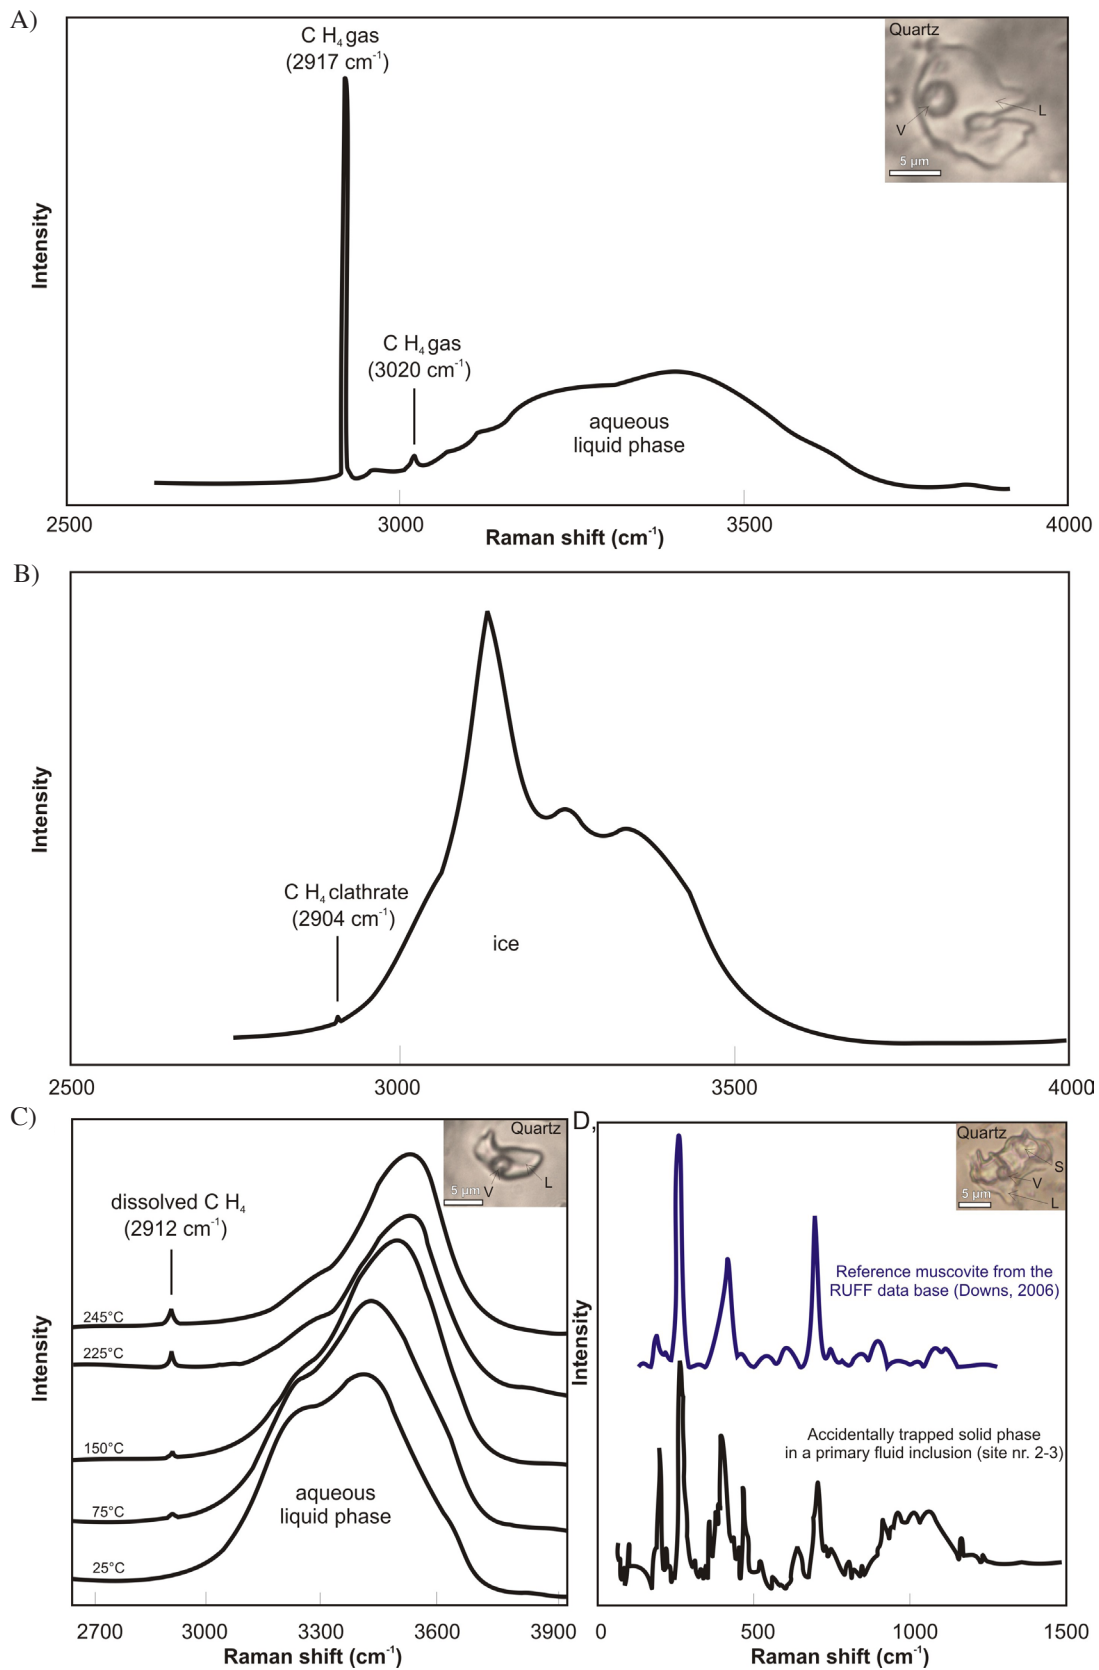 A)
C H₄ gas
(2917 cm⁻¹)
Quartz
V
L
5 µm
C H₄ gas
(3020 cm⁻¹)
aqueous
liquid phase
Intensity
2500 3000 3500 4000
Raman shift (cm⁻¹)
B)
C H₄ clathrate
(2904 cm⁻¹)
ice
Intensity
2500 3000 3500 4000
C)
Quartz
V
L
5 µm
dissolved C H₄
(2912 cm⁻¹)
245°C
225°C
150°C
75°C
25°C
aqueous
liquid phase
Intensity
2700 3000 3300 3600 3900
Raman shift (cm⁻¹)
D,
Quartz
S
V
L
5 µm
Reference muscovite from the
RUFF data base (Downs, 2006)
Accidentally trapped solid phase
in a primary fluid inclusion (site nr. 2-3)
Intensity
0 500 1000 1500
Raman shift (cm⁻¹)